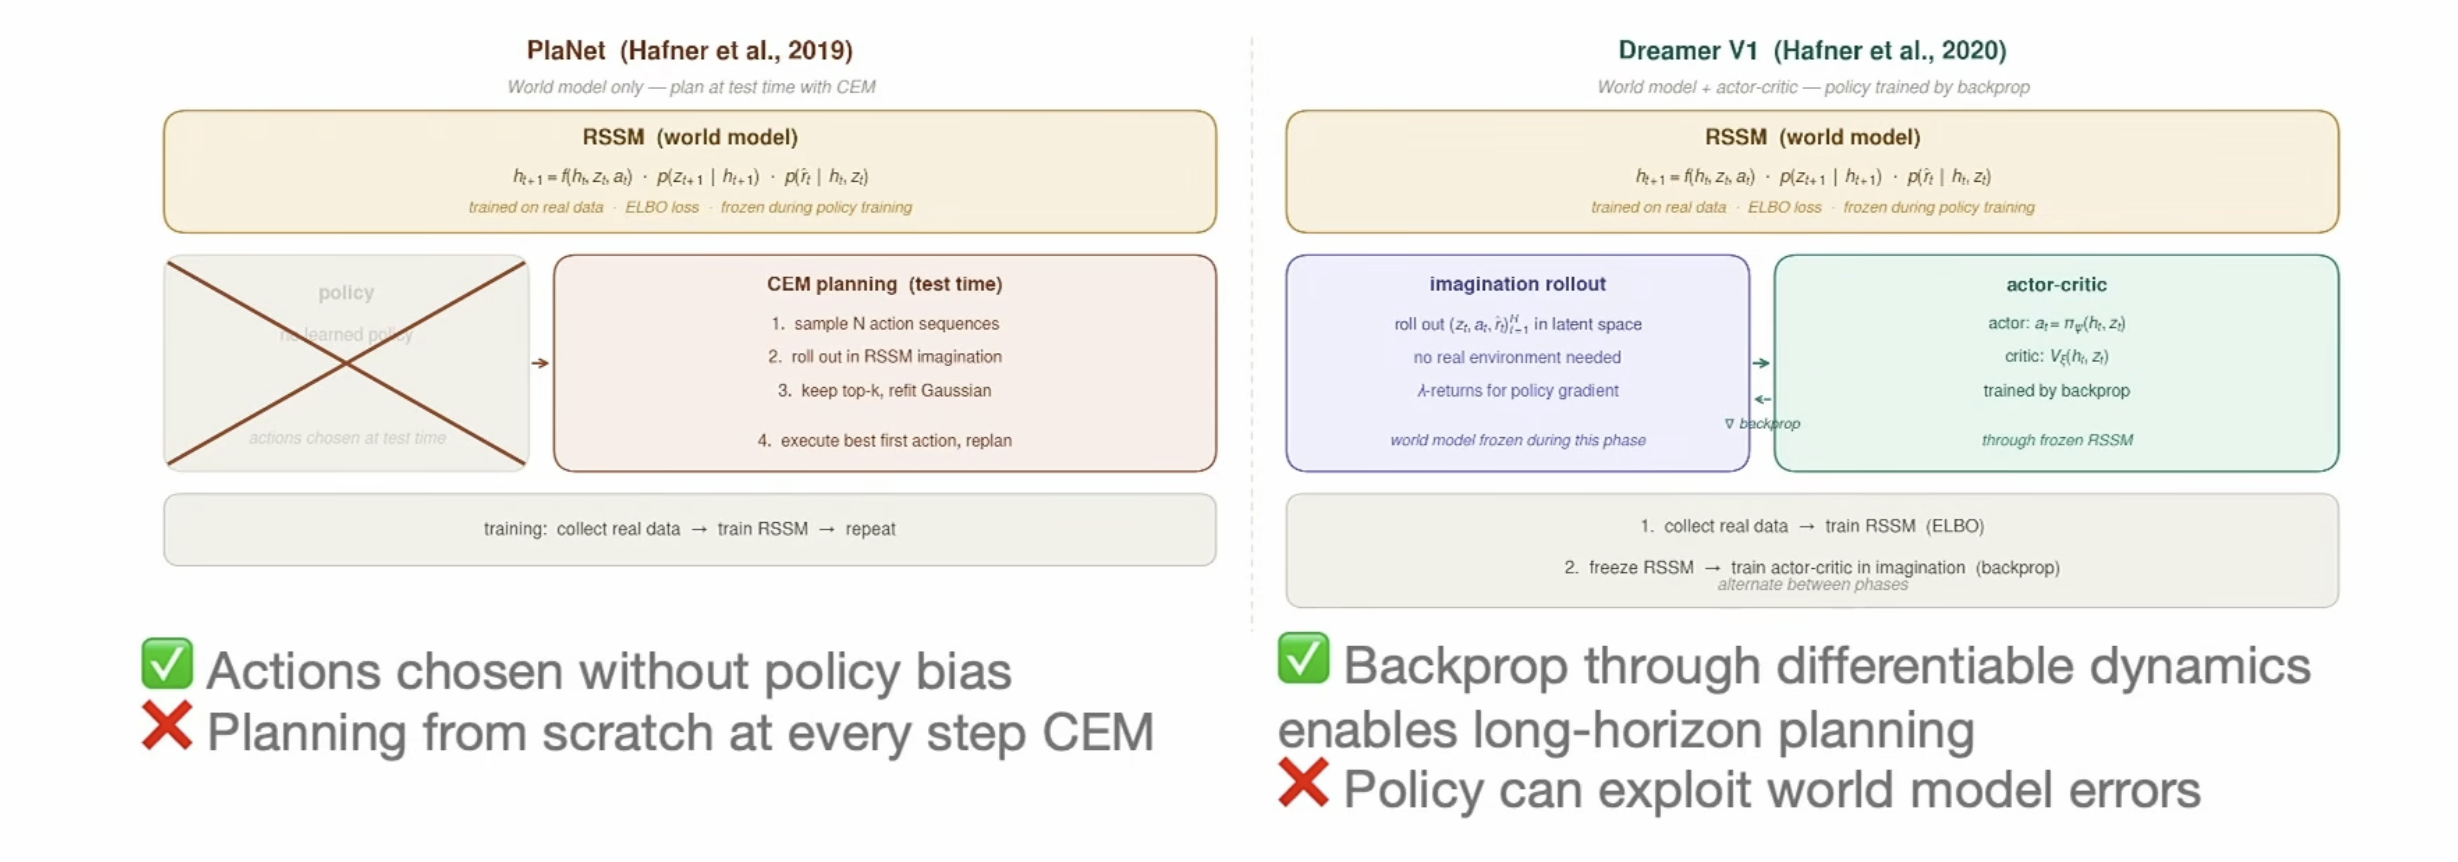 PlaNet (Hafner et al., 2019)
World model only — plan at test time with CEM
RSSM (world model)
hₜ₊₁ = f(hₜ, zₜ, aₜ) · p(zₜ₊₁ | hₜ₊₁) · p(r̂ₜ | hₜ, zₜ)
trained on real data · ELBO loss · frozen during policy training
policy
no learned policy
actions chosen at test time
CEM planning (test time)
1. sample N action sequences
2. roll out in RSSM imagination
3. keep top-k, refit Gaussian
4. execute best first action, replan
training: collect real data → train RSSM → repeat
✅ Actions chosen without policy bias
❌ Planning from scratch at every step CEM
Dreamer V1 (Hafner et al., 2020)
World model + actor-critic — policy trained by backprop
RSSM (world model)
hₜ₊₁ = f(hₜ, zₜ, aₜ) · p(zₜ₊₁ | hₜ₊₁) · p(r̂ₜ | hₜ, zₜ)
trained on real data · ELBO loss · frozen during policy training
imagination rollout
roll out (zₜ, aₜ, r̂ₜ)ᴴₜ₌₁ in latent space
no real environment needed
λ-returns for policy gradient
world model frozen during this phase
∇ backprop
actor-critic
actor: aₜ = π_ψ(hₜ, zₜ)
critic: V_ξ(hₜ, zₜ)
trained by backprop
through frozen RSSM
1. collect real data → train RSSM (ELBO)
2. freeze RSSM → train actor-critic in imagination (backprop)
alternate between phases
✅ Backprop through differentiable dynamics
enables long-horizon planning
❌ Policy can exploit world model errors